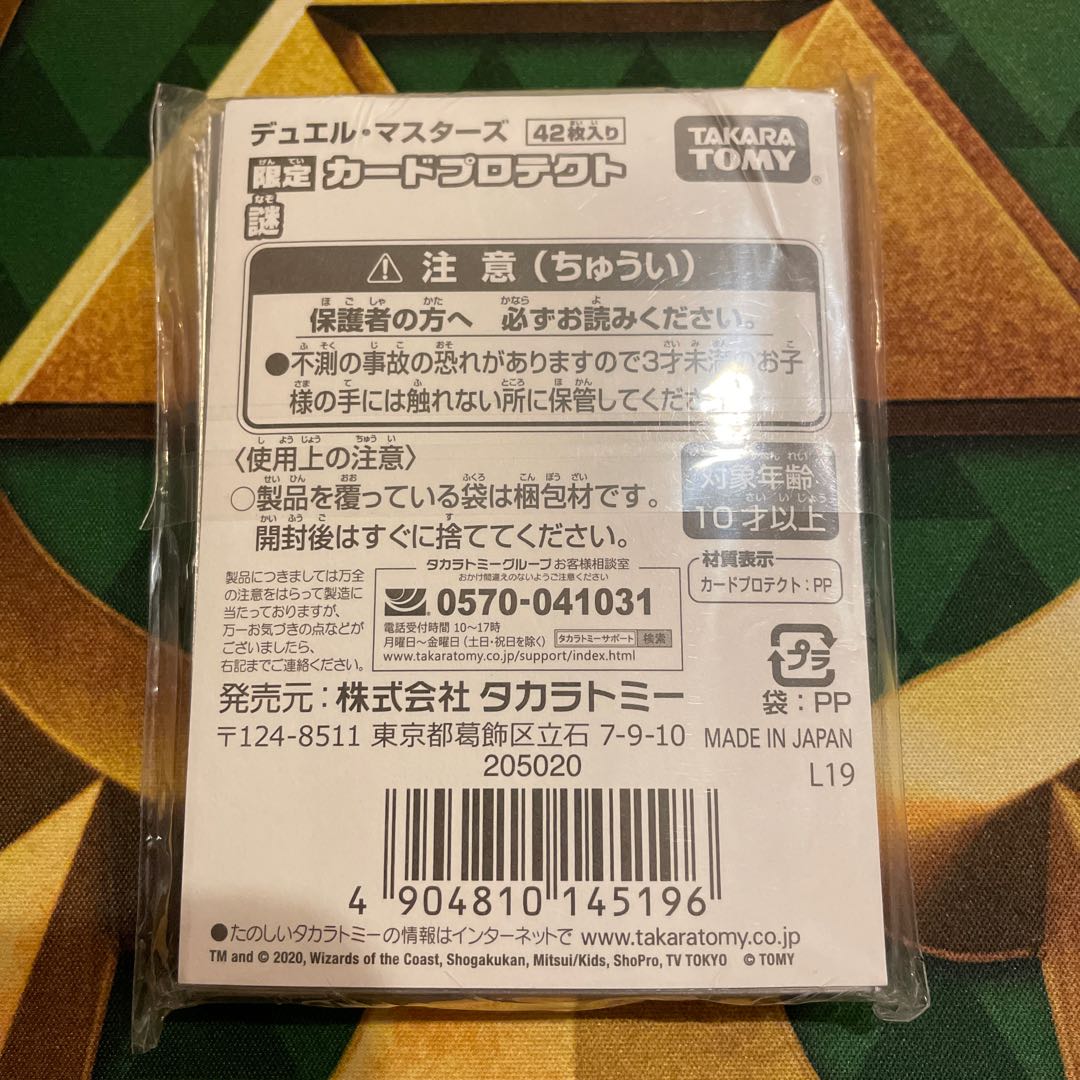 デュエル・マスターズ 42枚入り
限定 カードプロテクト
謎
TAKARA TOMY®
⚠ 注意（ちゅうい）
保護者の方へ 必ずお読みください。
●不測の事故の恐れがありますので3才未満のお子
様の手には触れない所に保管してください。
〈使用上の注意〉
○製品を覆っている袋は梱包材です。
開封後はすぐに捨ててください。
対象年齢
10才以上
材質表示
カードプロテクト：PP
製品につきましては万全
の注意をはらって製造に
当たっておりますが、
万一お気づきの点などが
ございましたら、
右記までご連絡ください。
タカラトミーグループ お客様相談室
おかけ間違えのないようご注意ください
0570-041031
電話受付時間 10～17時
月曜日～金曜日（土日・祝日を除く） タカラトミーサポート 検索
www.takaratomy.co.jp/support/index.html
プラ
袋：PP
発売元：株式会社 タカラトミー
〒124-8511 東京都葛飾区立石 7-9-10
MADE IN JAPAN
205020
L19
4 904810 145196
●たのしいタカラトミーの情報はインターネットで www.takaratomy.co.jp
TM and © 2020, Wizards of the Coast, Shogakukan, Mitsui/Kids, ShoPro, TV TOKYO © TOMY